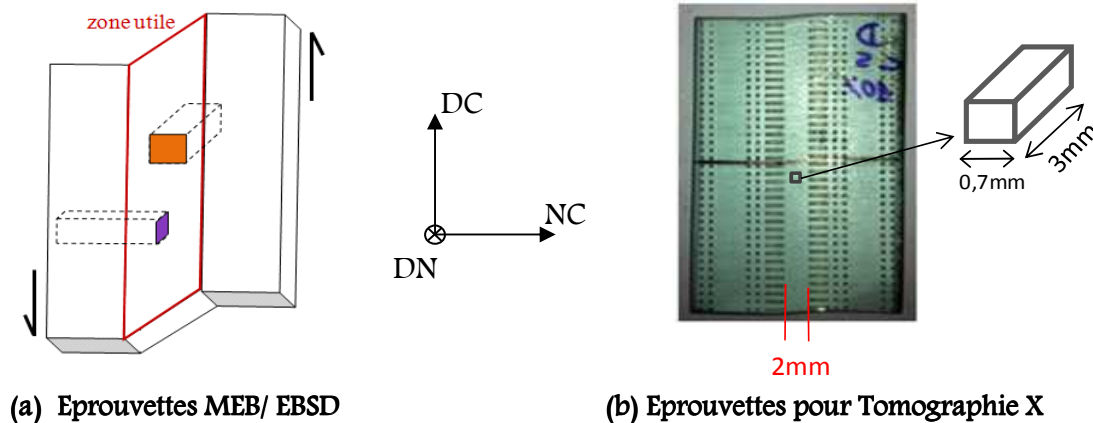 zone utile
DC
NC
DN
3mm
0,7mm
2mm
(a) Eprouvettes MEB/ EBSD
(b) Eprouvettes pour Tomographie X